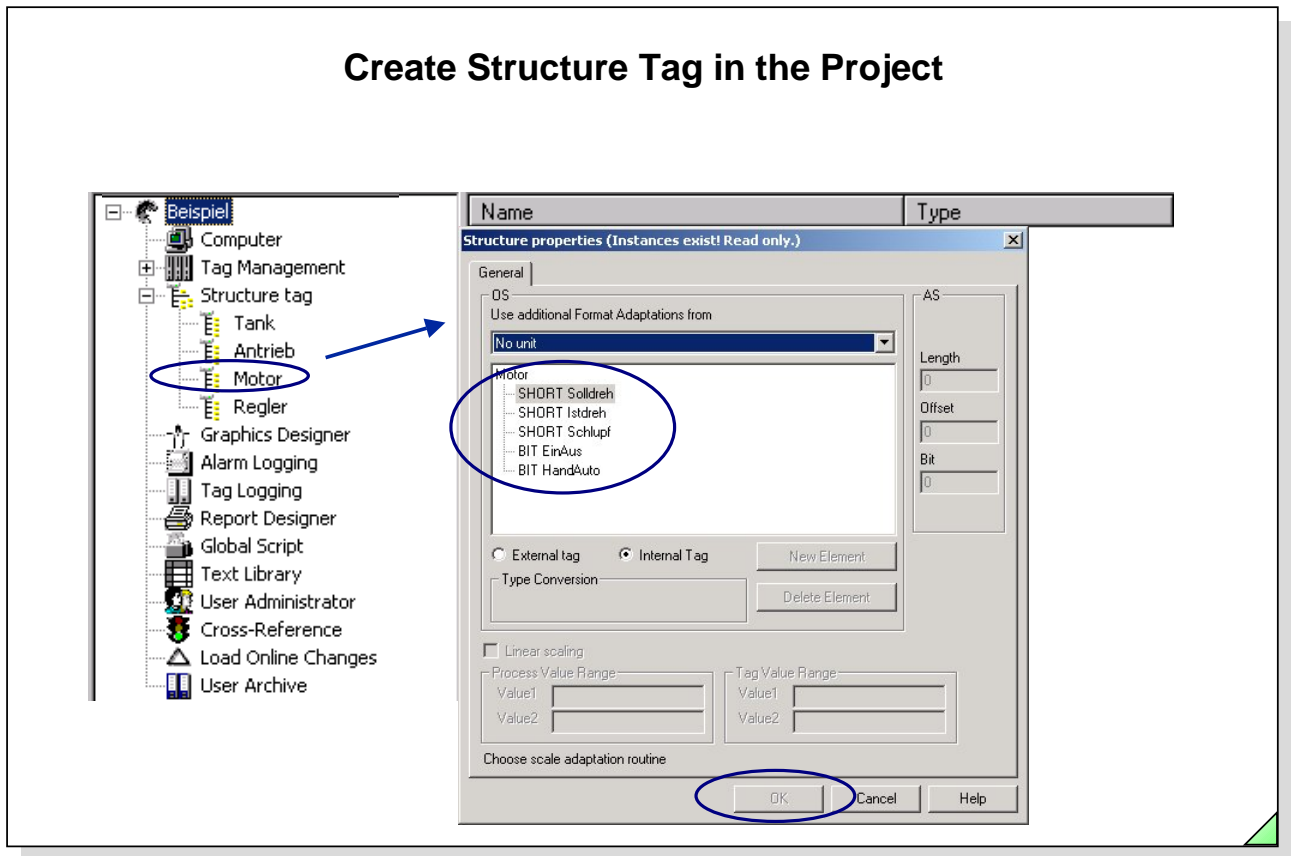 Create Structure Tag in the Project
Beispiel
Computer
Tag Management
Structure tag
Tank
Antrieb
Motor
Regler
Graphics Designer
Alarm Logging
Tag Logging
Report Designer
Global Script
Text Library
User Administrator
Cross-Reference
Load Online Changes
User Archive
Name Type
Structure properties (Instances exist! Read only.)
General
OS
Use additional Format Adaptations from
No unit
Motor
SHORT Solldreh
SHORT Istdreh
SHORT Schlupf
BIT EinAus
BIT HandAuto
External tag Internal Tag New Element
Type Conversion
Delete Element
AS
Length
0
Offset
0
Bit
0
Linear scaling
Process Value Range Tag Value Range
Value1 Value1
Value2 Value2
Choose scale adaptation routine
OK Cancel Help